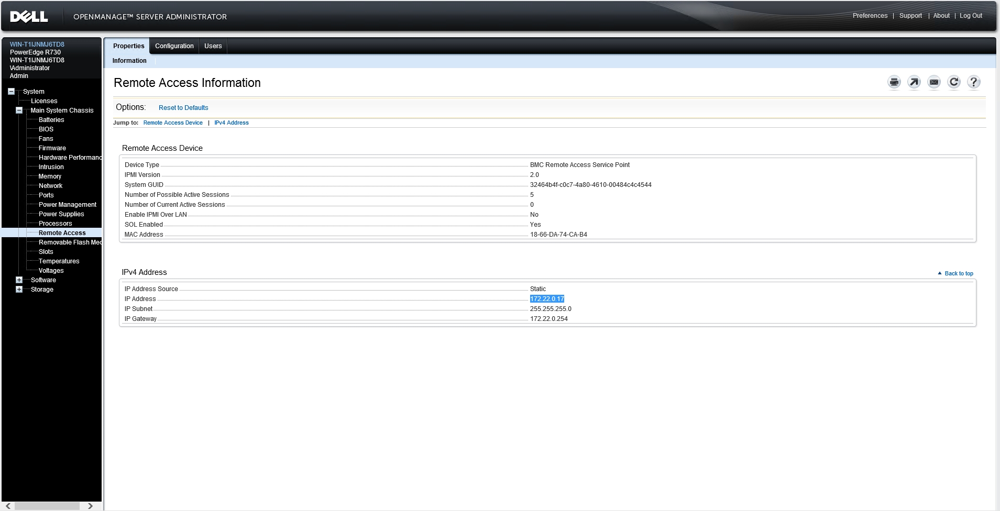 DELL OPENMANAGE™ SERVER ADMINISTRATOR
Preferences | Support | About | Log Out
WIN-T1IJNMJ6TD8
PowerEdge R730
WIN-T1IJNMJ6TD8
\Administrator
Admin
System
Licenses
Main System Chassis
Batteries
BIOS
Fans
Firmware
Hardware Performanc
Intrusion
Memory
Network
Ports
Power Management
Power Supplies
Processors
Remote Access
Removable Flash Med
Slots
Temperatures
Voltages
Software
Storage
Properties Configuration Users
Information
Remote Access Information
Options: Reset to Defaults
Jump to: Remote Access Device | IPv4 Address
Remote Access Device
Device Type BMC Remote Access Service Point
IPMI Version 2.0
System GUID 32464b4f-c0c7-4a80-4610-00484c4c4544
Number of Possible Active Sessions 5
Number of Current Active Sessions 0
Enable IPMI Over LAN No
SOL Enabled Yes
MAC Address 18-66-DA-74-CA-B4
IPv4 Address
Back to top
IP Address Source Static
IP Address 172.22.0.17
IP Subnet 255.255.255.0
IP Gateway 172.22.0.254